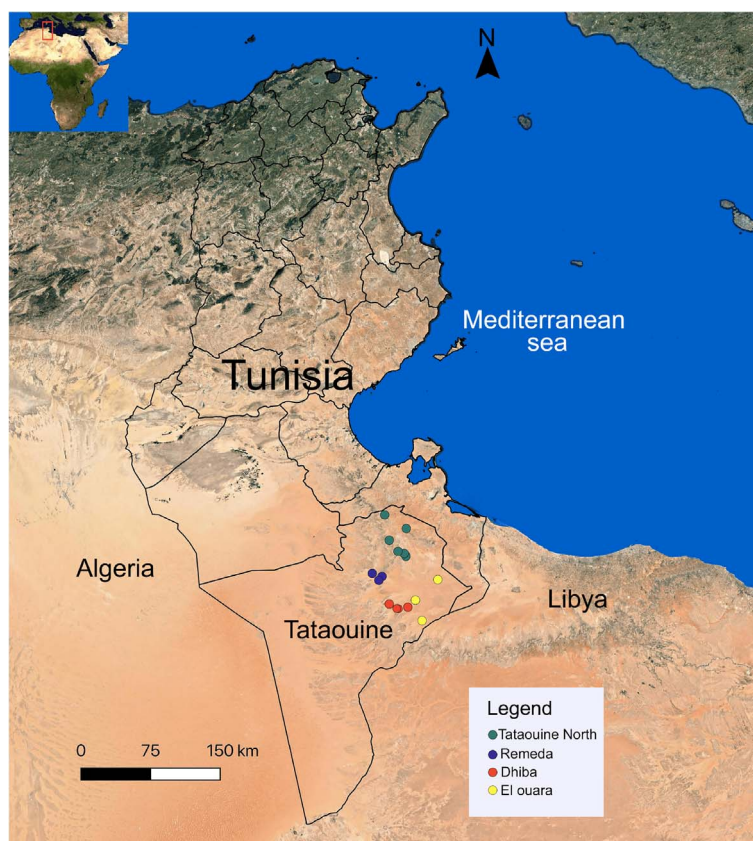 N
Mediterranean
sea
Tunisia
Algeria
Libya
Tataouine
0 75 150 km
Legend
Tataouine North
Remeda
Dhiba
El ouara